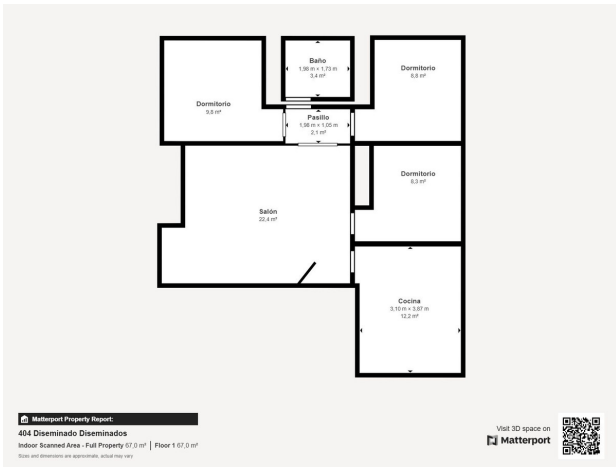 Baño
1,98 m × 1,73 m
3,4 m²
Dormitorio
8,8 m²
Dormitorio
9,8 m²
Pasillo
1,98 m × 1,05 m
2,1 m²
Dormitorio
8,5 m²
Salón
22,4 m²
Cocina
3,10 m × 3,87 m
12,2 m²
Matterport Property Report:
404 Diseminado Diseminados
Indoor Scanned Area - Full Property 67,0 m² | Floor 1 67,0 m²
Sizes and dimensions are approximate, actual may vary.
Visit 3D space on
Matterport